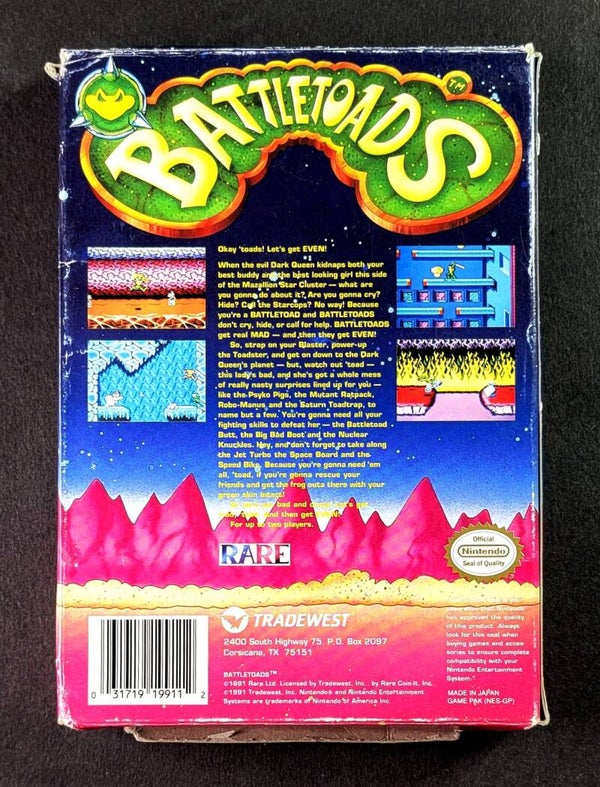 BATTLETOADS TM
Okay 'toads! Let's get EVEN!
When the evil Dark Queen kidnaps both your
best buddy and the best looking girl this side
of the Mazallion Star Cluster — what are
you gonna do about it? Are you gonna cry?
Hide? Call the Starcops? No way! Because
you're a BATTLETOAD and BATTLETOADS
don't cry, hide, or call for help. BATTLETOADS
get real MAD — and then they get EVEN!
So, strap on your Blaster, power-up
the Toadster, and get on down to the Dark
Queen's planet — but, watch out 'toad —
this lady's bad, and she's got a whole mess
of really nasty surprises lined up for you —
like the Psyko Pigs, the Mutant Ratpack,
Robo-Manus and the Saturn Toadtrap, to
name but a few. You're gonna need all your
fighting skills to defeat her — the Battletoad
Butt, the Big Bad Boot and the Nuclear
Knuckles. Hey, and don't forget to take along
the Jet Turbo the Space Board and the
Speed Bike. Because you're gonna need 'em
all, 'toad, if you're gonna rescue your
friends and get the frog outa there with your
green skin intact!
bad and
and then get
For up to two players.
RARE
Official
Nintendo
Seal of Quality
has approved the quality
of this product. Always
look for this seal when
buying games and acces-
sories to ensure complete
compatibility with your
Nintendo Entertainment
System.
TRADEWEST
2400 South Highway 75, P.O. Box 2097
Corsicana, TX 75151
BATTLETOADS™
©1991 Rare Ltd. Licensed by Tradewest, Inc. by Rare Coin-It, Inc.
©1991 Tradewest, Inc. Nintendo® and Nintendo Entertainment
Systems are trademarks of Nintendo of America Inc.
MADE IN JAPAN
GAME PAK (NES-GP)
0 31719 19911 2